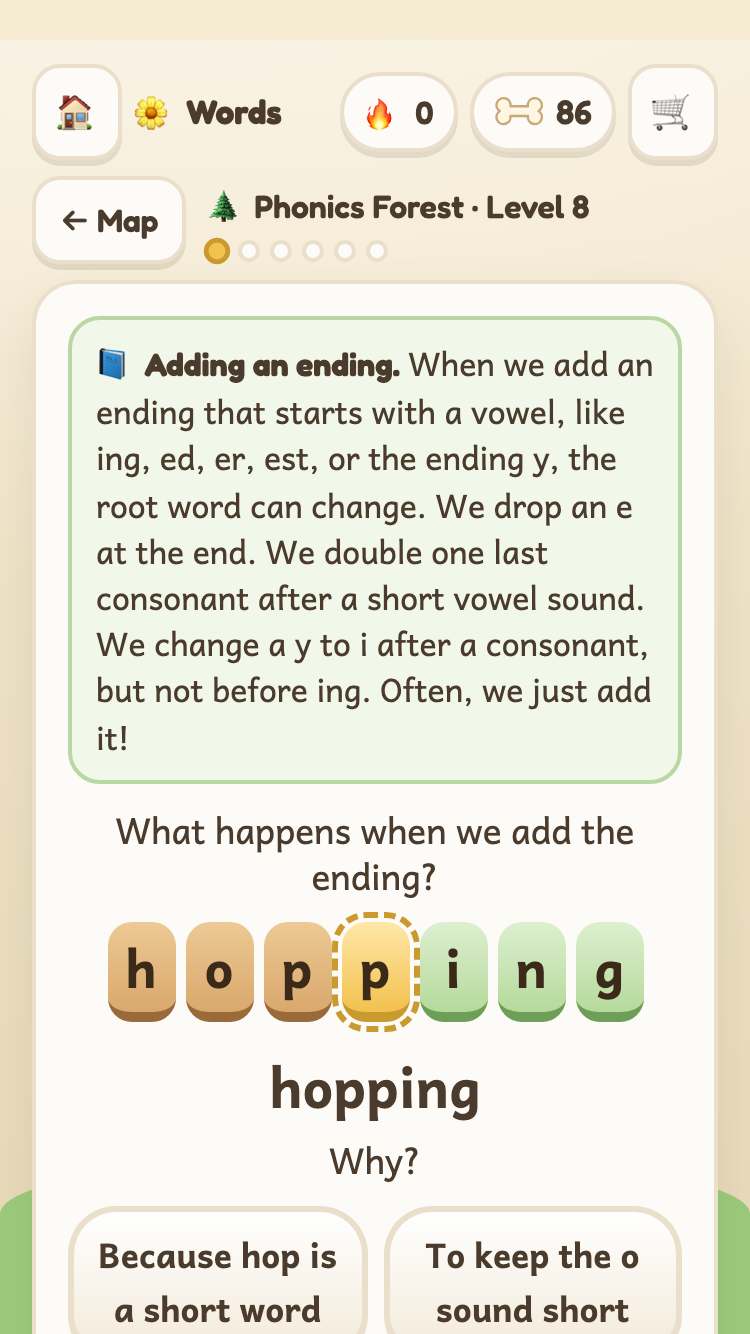 Words 0 86
← Map
Phonics Forest · Level 8
Adding an ending. When we add an
ending that starts with a vowel, like
ing, ed, er, est, or the ending y, the
root word can change. We drop an e
at the end. We double one last
consonant after a short vowel sound.
We change a y to i after a consonant,
but not before ing. Often, we just add
it!
What happens when we add the
ending?
h o p p i n g
hopping
Why?
Because hop is
a short word
To keep the o
sound short